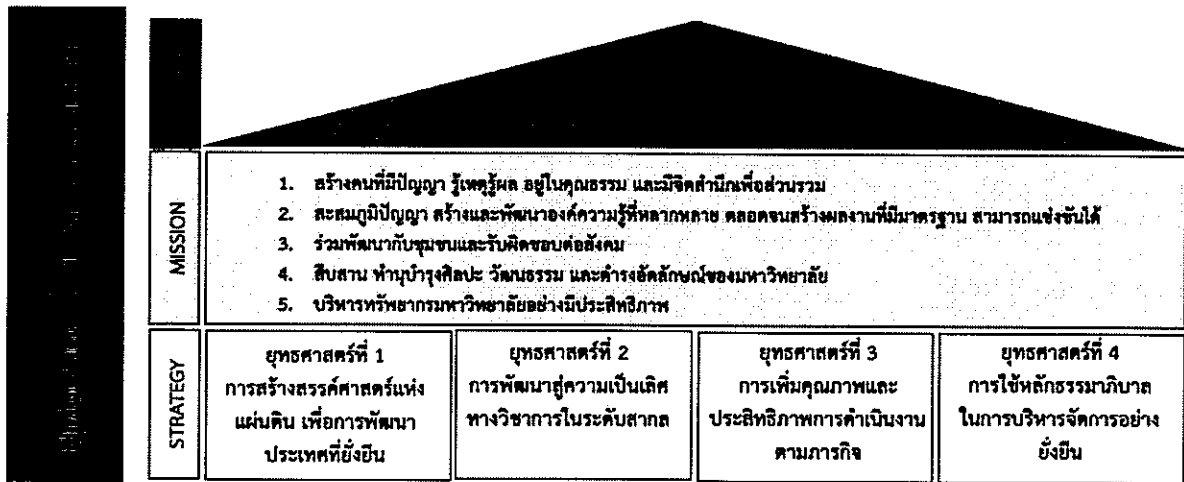 MISSION
1. สร้างคนที่มีปัญญา รู้เหตุรู้ผล อยู่ในคุณธรรม และมีจิตสำนึกเพื่อส่วนรวม
2. สะสมภูมิปัญญา สร้างและพัฒนาองค์ความรู้ที่หลากหลาย ตลอดจนสร้างผลงานที่มีมาตรฐาน สามารถแข่งขันได้
3. ร่วมพัฒนากับชุมชนและรับผิดชอบต่อสังคม
4. สืบสาน ทำนุบำรุงศิลปะ วัฒนธรรม และดำรงอัตลักษณ์ของมหาวิทยาลัย
5. บริหารทรัพยากรมหาวิทยาลัยอย่างมีประสิทธิภาพ
STRATEGY
ยุทธศาสตร์ที่ 1
การสร้างสรรค์ศาสตร์แห่ง
แผ่นดิน เพื่อการพัฒนา
ประเทศที่ยั่งยืน
ยุทธศาสตร์ที่ 2
การพัฒนาสู่ความเป็นเลิศ
ทางวิชาการในระดับสากล
ยุทธศาสตร์ที่ 3
การเพิ่มคุณภาพและ
ประสิทธิภาพการดำเนินงาน
ตามภารกิจ
ยุทธศาสตร์ที่ 4
การใช้หลักธรรมาภิบาล
ในการบริหารจัดการอย่าง
ยั่งยืน